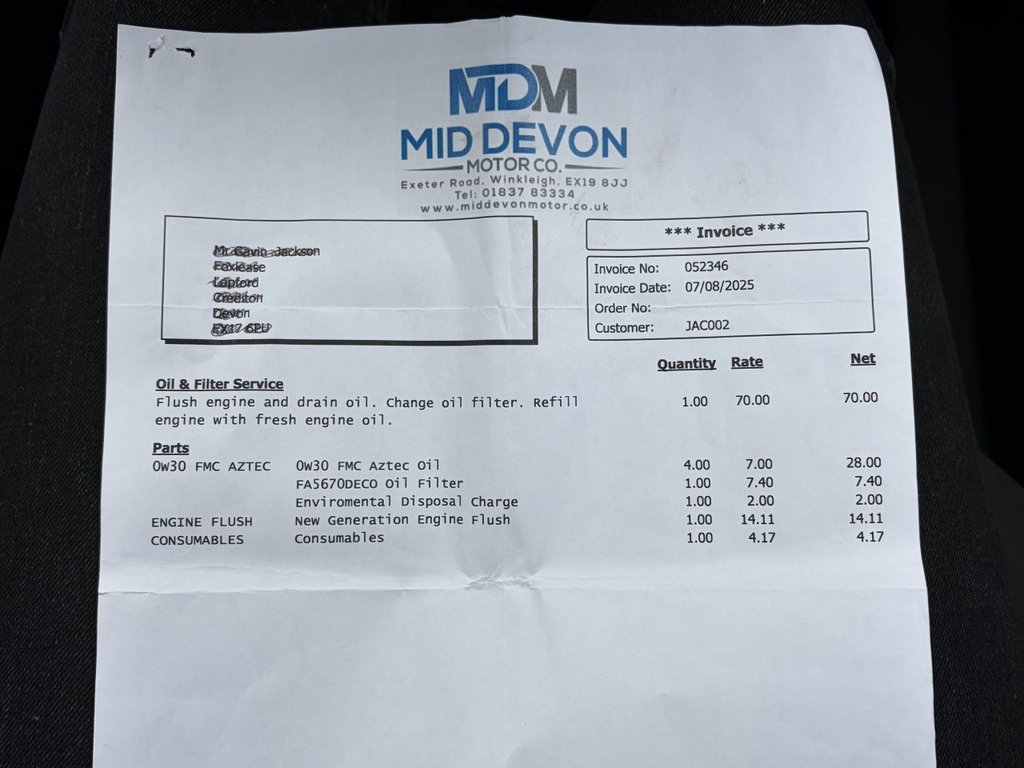 MDM
MID DEVON
MOTOR CO.
Exeter Road, Winkleigh, EX19 8JJ
Tel: 01837 83334
www.middevonmotor.co.uk
*** Invoice ***
Invoice No: 052346
Invoice Date: 07/08/2025
Order No:
Customer: JAC002
Quantity Rate Net
Oil & Filter Service
Flush engine and drain oil. Change oil filter. Refill 1.00 70.00 70.00
engine with fresh engine oil.
Parts
0W30 FMC AZTEC 0W30 FMC Aztec Oil 4.00 7.00 28.00
FA5670DECO Oil Filter 1.00 7.40 7.40
Enviromental Disposal Charge 1.00 2.00 2.00
ENGINE FLUSH New Generation Engine Flush 1.00 14.11 14.11
CONSUMABLES Consumables 1.00 4.17 4.17